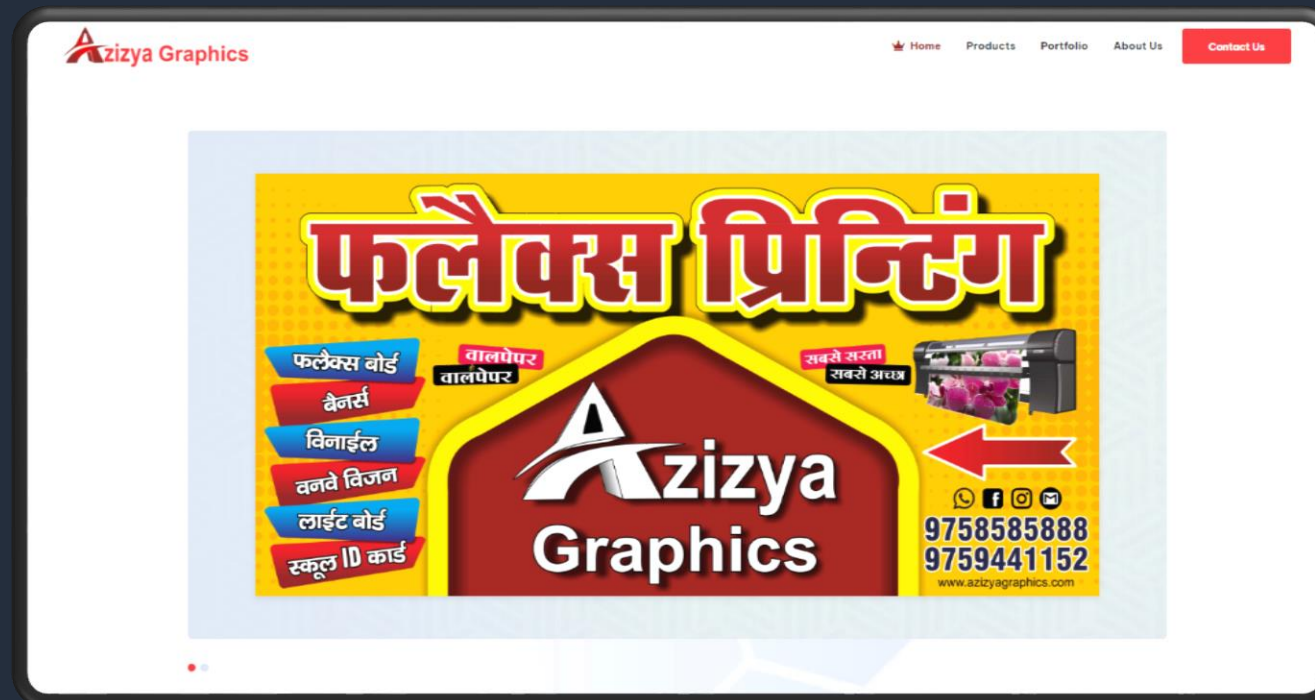 Azizya Graphics
Home Products Portfolio About Us Contact Us
फलैक्स प्रिन्टिंग
फलैक्स बोर्ड
बैनर्स
विनाईल
वनवे विजन
लाईट बोर्ड
स्कूल ID कार्ड
वालपेपर
वालपेपर
सबसे सस्ता
सबसे अच्छा
Azizya
Graphics
9758585888
9759441152
www.azizyagraphics.com